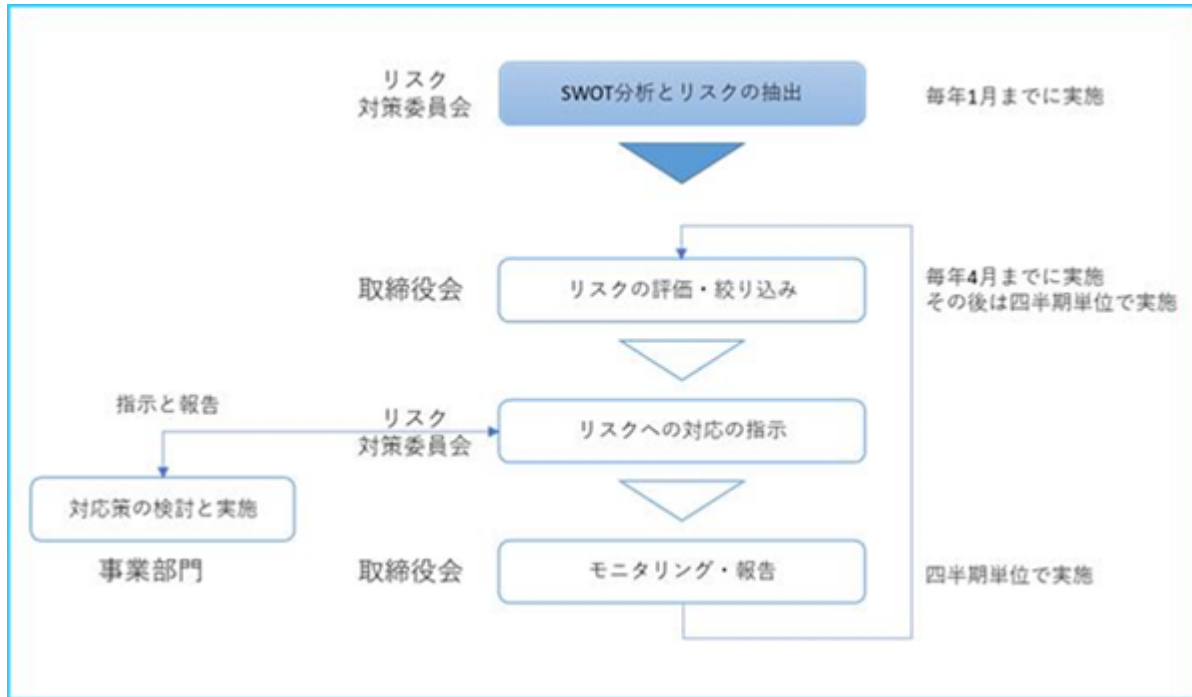 リスク
対策委員会
SWOT分析とリスクの抽出
毎年1月までに実施
取締役会
リスクの評価・絞り込み
毎年4月までに実施
その後は四半期単位で実施
指示と報告
リスク
対策委員会
リスクへの対応の指示
対応策の検討と実施
事業部門
取締役会
モニタリング・報告
四半期単位で実施